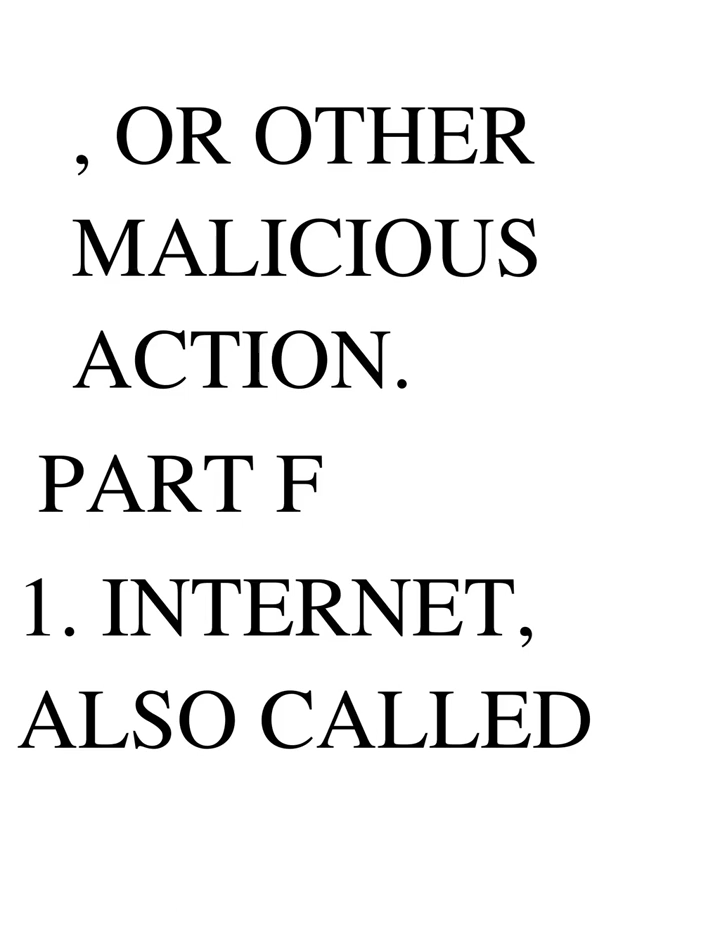 , OR OTHER
MALICIOUS
ACTION.
PART F
1. INTERNET,
ALSO CALLED